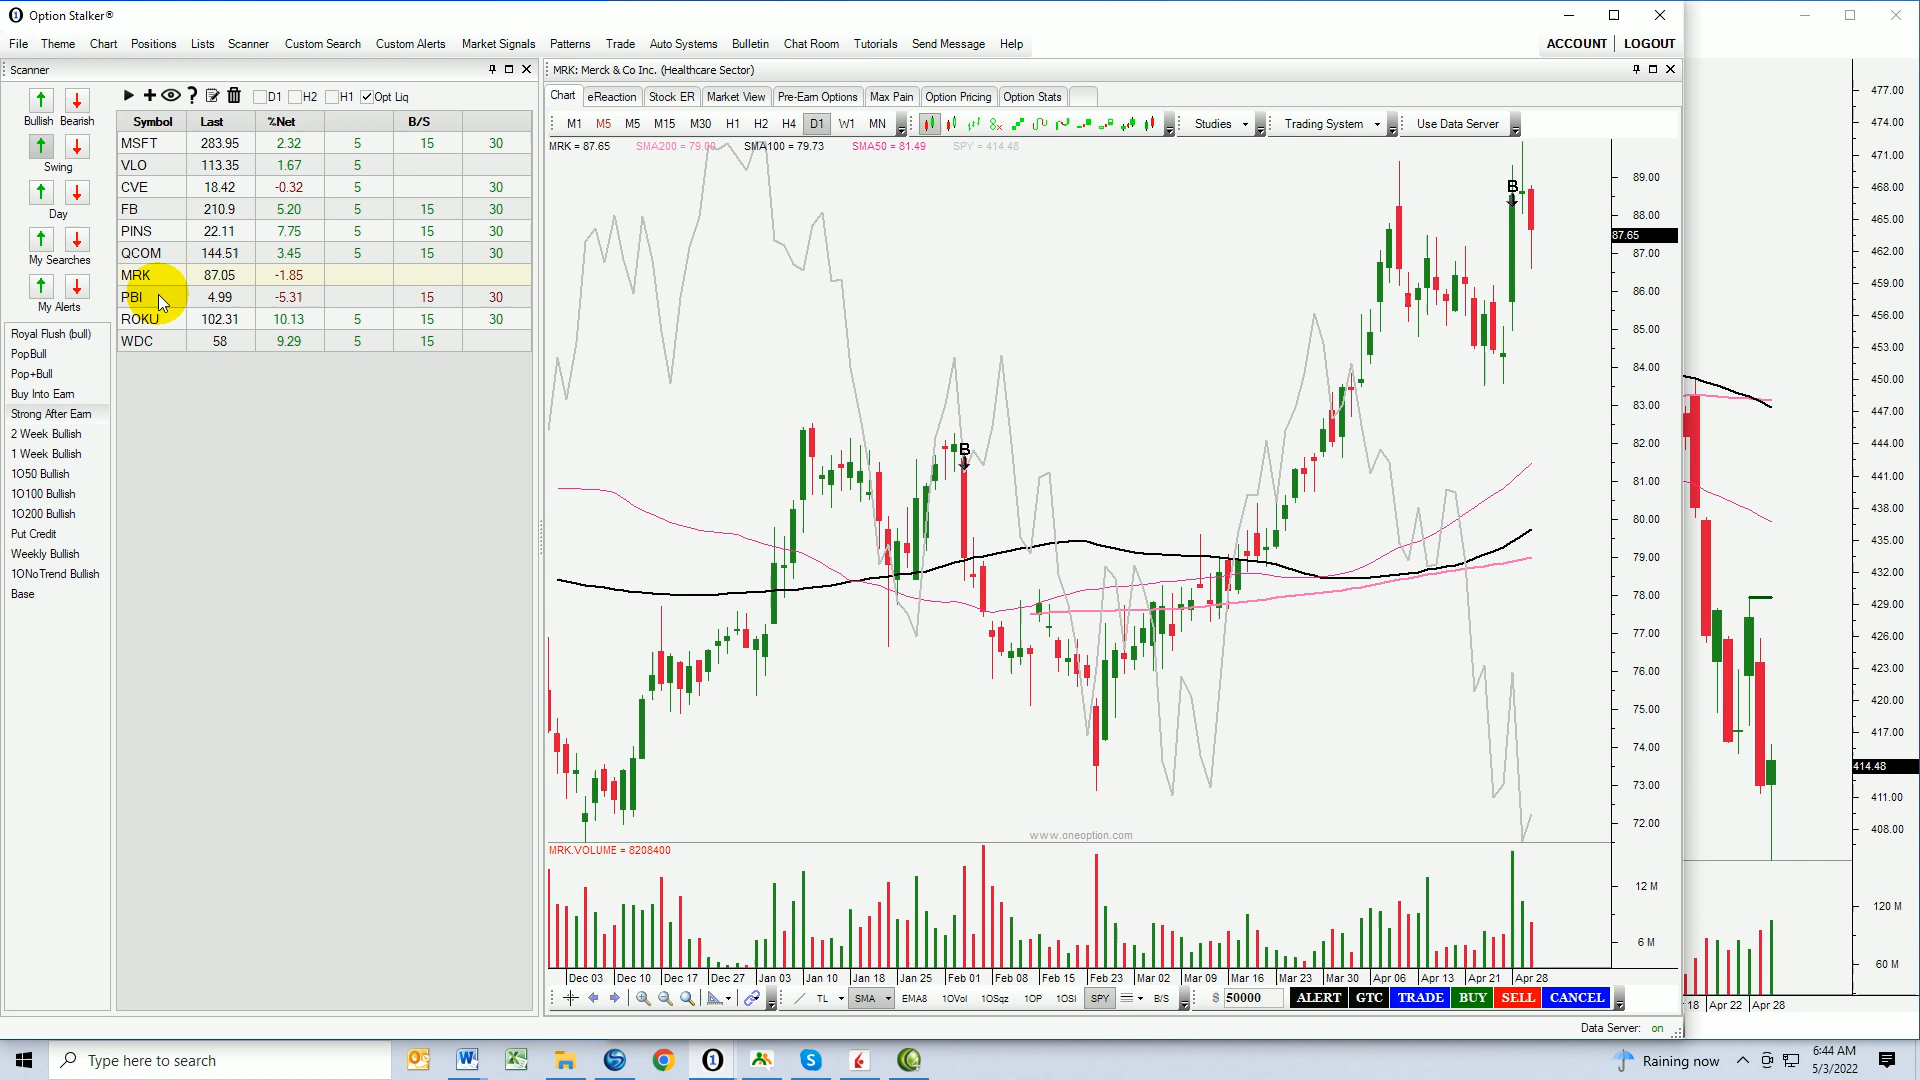 Option Stalker®
File Theme Chart Positions Lists Scanner Custom Search Custom Alerts Market Signals Patterns Trade Auto Systems Bulletin Chat Room Tutorials Send Message Help
ACCOUNT LOGOUT
Scanner
MRK: Merck & Co Inc. (Healthcare Sector)
Chart eReaction Stock ER Market View Pre-Earn Options Max Pain Option Pricing Option Stats
D1 H2 H1 Opt Liq
M1 M5 M5 M15 M30 H1 H2 H4 D1 W1 MN
Studies Trading System Use Data Server
Bullish Bearish
Swing
Day
My Searches
My Alerts
Royal Flush (bull)
PopBull
Pop+Bull
Buy Into Earn
Strong After Earn
2 Week Bullish
1 Week Bullish
1O50 Bullish
1O100 Bullish
1O200 Bullish
Put Credit
Weekly Bullish
1ONoTrend Bullish
Base
Symbol Last %Net B/S
MSFT 283.95 2.32 5 15 30
VLO 113.35 1.67 5
CVE 18.42 -0.32 5 30
FB 210.9 5.20 5 15 30
PINS 22.11 7.75 5 15 30
QCOM 144.51 3.45 5 15 30
MRK 87.05 -1.85
PBI 4.99 -5.31 15 30
ROKU 102.31 10.13 5 15 30
WDC 58 9.29 5 15
MRK = 87.65 SMA200 = 79.00 SMA100 = 79.73 SMA50 = 81.49 SPY = 414.48
B
B
89.00
88.00
87.65
87.00
86.00
85.00
84.00
83.00
82.00
81.00
80.00
79.00
78.00
77.00
76.00
75.00
74.00
73.00
72.00
www.oneoption.com
MRK.VOLUME = 8208400
12 M
6 M
Dec 03 Dec 10 Dec 17 Dec 27 Jan 03 Jan 10 Jan 18 Jan 25 Feb 01 Feb 08 Feb 15 Feb 23 Mar 02 Mar 09 Mar 16 Mar 23 Mar 30 Apr 06 Apr 13 Apr 21 Apr 28
TL SMA EMA8 1OVol 1OSqz 1OP 1OSI SPY B/S $ 50000 ALERT GTC TRADE BUY SELL CANCEL
Data Server: on
477.00
474.00
471.00
468.00
465.00
462.00
459.00
456.00
453.00
450.00
447.00
444.00
441.00
438.00
435.00
432.00
429.00
426.00
423.00
420.00
417.00
414.48
411.00
408.00
120 M
60 M
18 Apr 22 Apr 28
Type here to search
Raining now
6:44 AM
5/3/2022